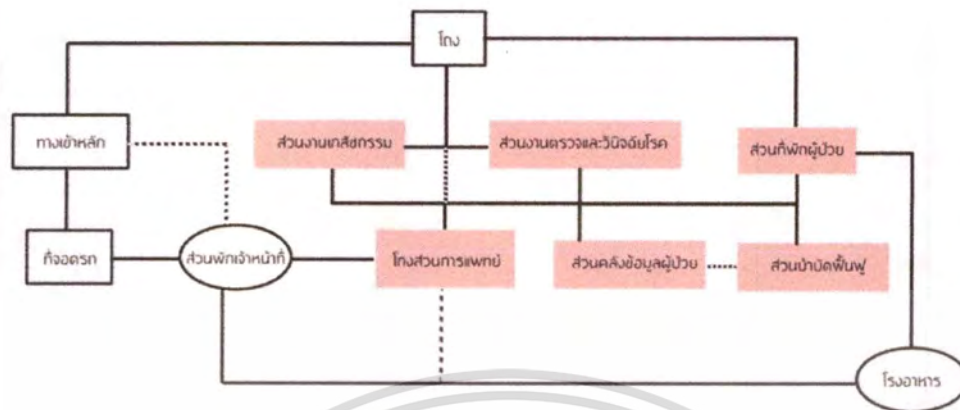 โถง
ทางเข้าหลัก
ส่วนงานเภสัชกรรม
ส่วนงานตรวจและวินิจฉัยโรค
ส่วนที่พักผู้ป่วย
ที่จอดรถ
ส่วนพักเจ้าหน้าที่
โถงส่วนการแพทย์
ส่วนคลังข้อมูลผู้ป่วย
ส่วนบำบัดฟื้นฟู
โรงอาหาร